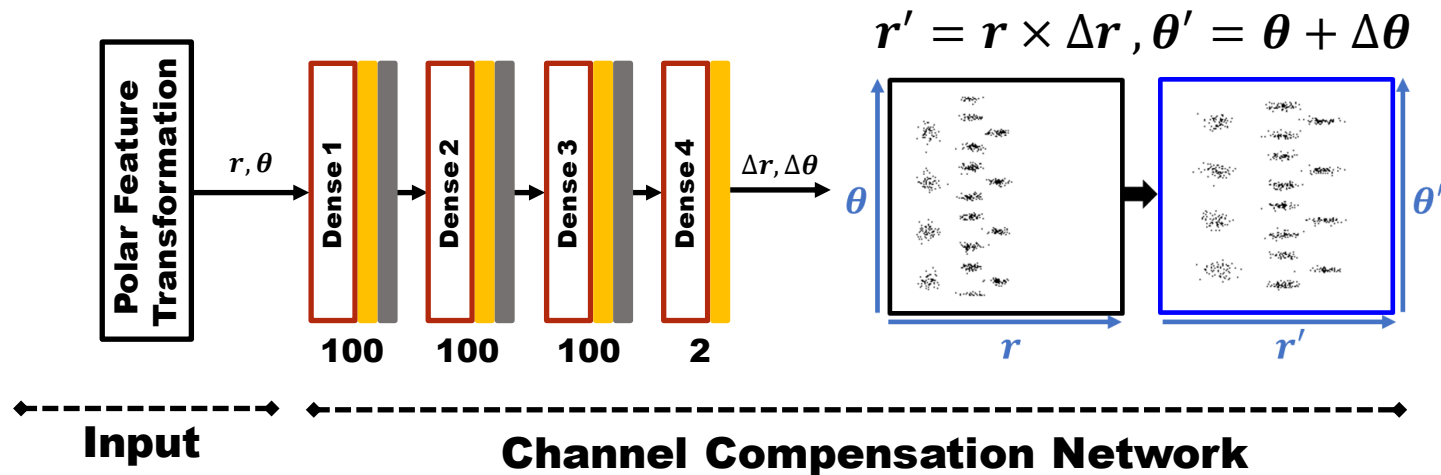 Polar Feature
Transformation
r, θ
Dense 1
Dense 2
Dense 3
Dense 4
100
100
100
2
Δr, Δθ
r′ = r × Δr , θ′ = θ + Δθ
θ
r
θ′
r′
Input
Channel Compensation Network